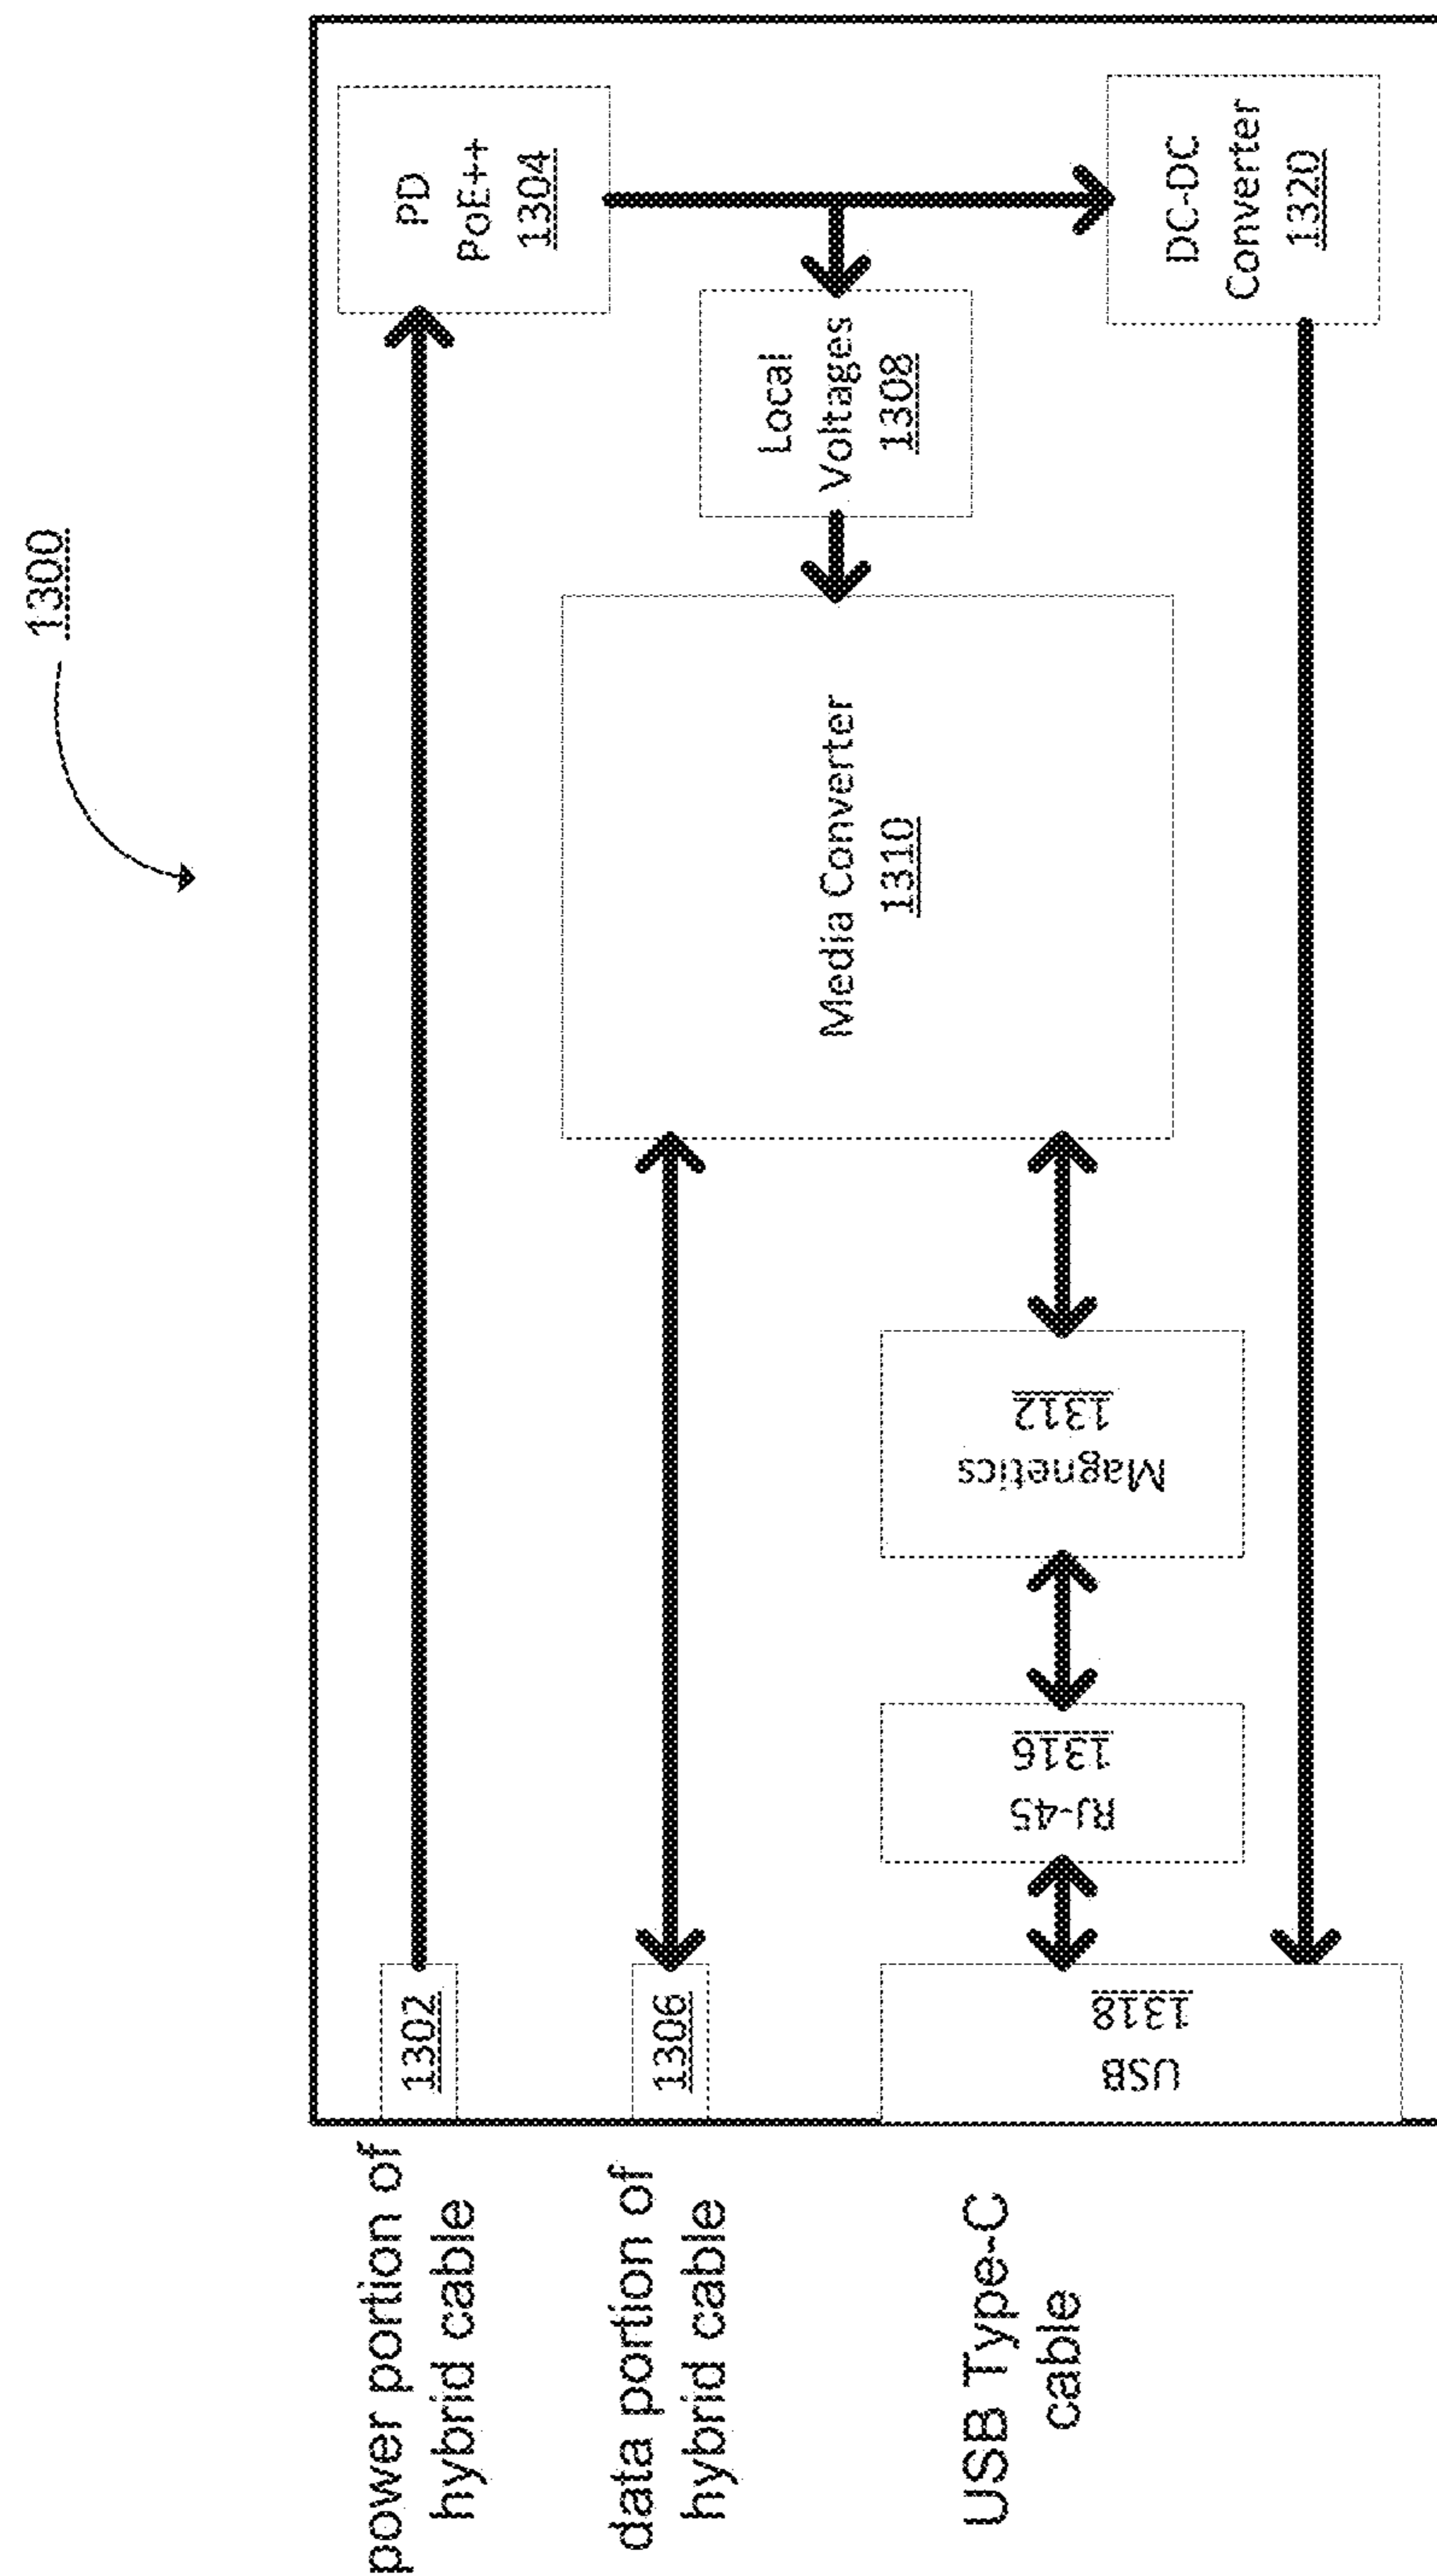 1300
power portion of
hybrid cable
1302
PD
PoE++
1304
data portion of
hybrid cable
1306
Local
Voltages
1308
Media Converter
1310
Magnetics
1312
RJ-45
1316
USB Type-C
cable
USB
1318
DC-DC
Converter
1320